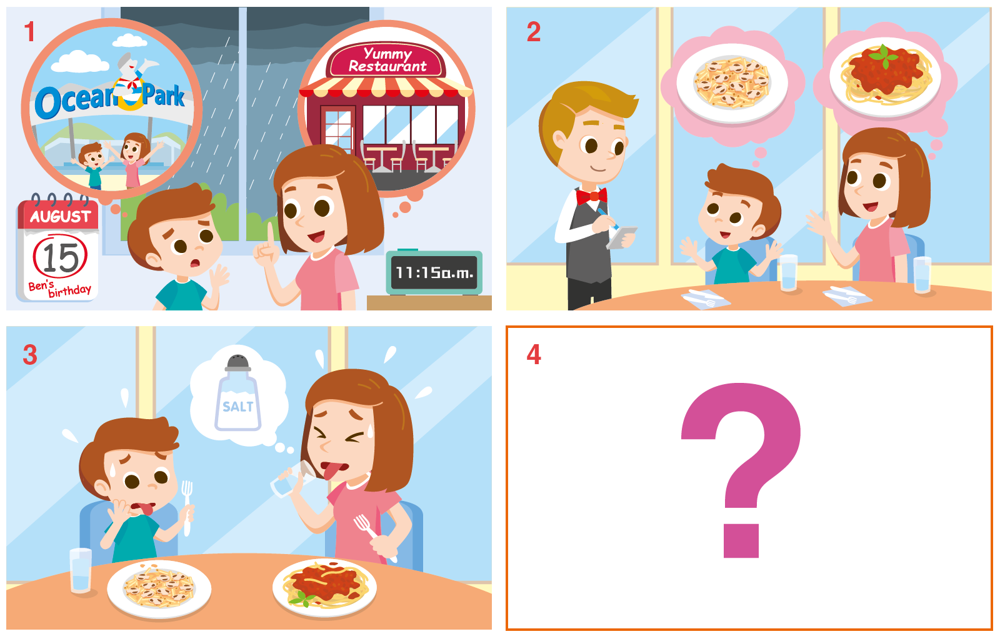 1
Ocean Park
Yummy
Restaurant
AUGUST
15
Ben's
birthday
11:15a.m.
2
3
SALT
4
?